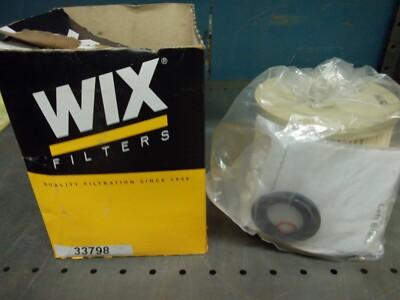 WIX®
FILTERS
QUALITY FILTRATION SINCE 1939
33798